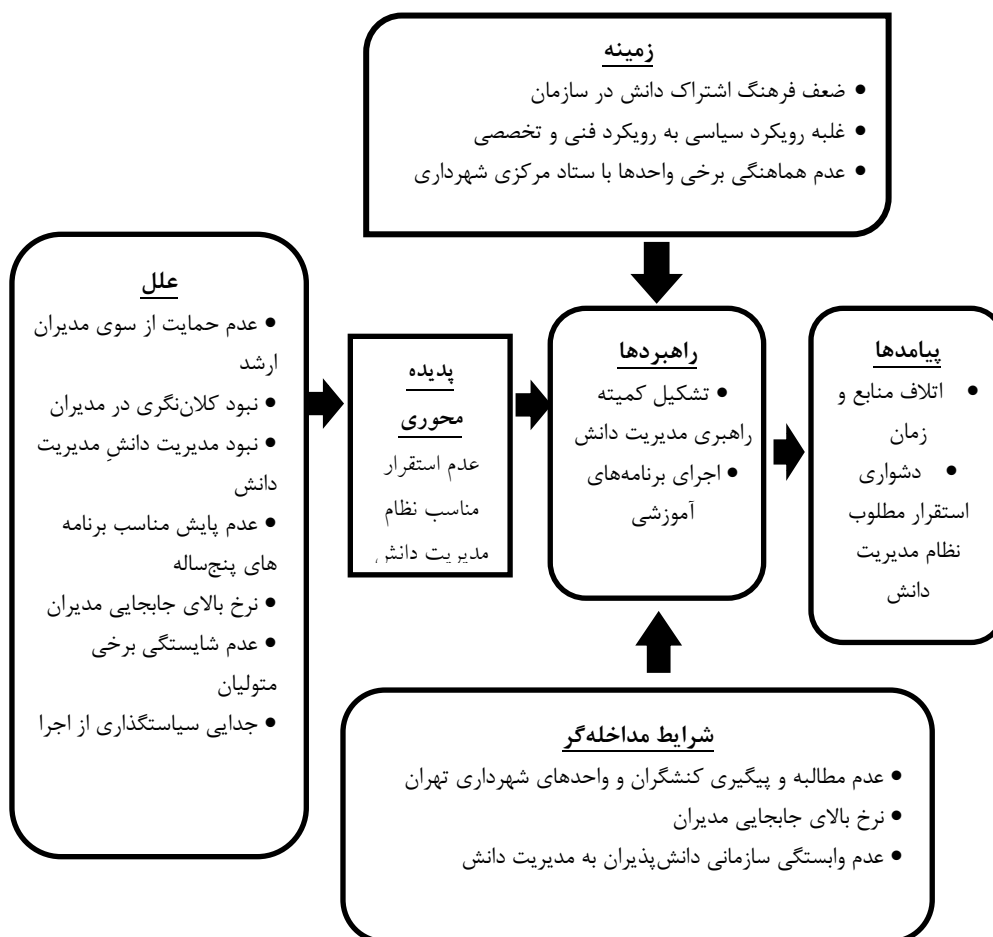 زمینه
● ضعف فرهنگ اشتراک دانش در سازمان
● غلبه رویکرد سیاسی به رویکرد فنی و تخصصی
● عدم هماهنگی برخی واحدها با ستاد مرکزی شهرداری
علل
● عدم حمایت از سوی مدیران
ارشد
● نبود کلان‌نگری در مدیران
● نبود مدیریت دانشِ مدیریت
دانش
● عدم پایش مناسب برنامه
های پنج‌ساله
● نرخ بالای جابجایی مدیران
● عدم شایستگی برخی
متولیان
● جدایی سیاستگذاری از اجرا
پدیده
محوری
عدم استقرار
مناسب نظام
مدیریت دانش
راهبردها
● تشکیل کمیته
راهبری مدیریت دانش
● اجرای برنامه‌های
آموزشی
پیامدها
● اتلاف منابع و
زمان
● دشواری
استقرار مطلوب
نظام مدیریت
دانش
شرایط مداخله‌گر
● عدم مطالبه و پیگیری کنشگران و واحدهای شهرداری تهران
● نرخ بالای جابجایی مدیران
● عدم وابستگی سازمانی دانش‌پذیران به مدیریت دانش